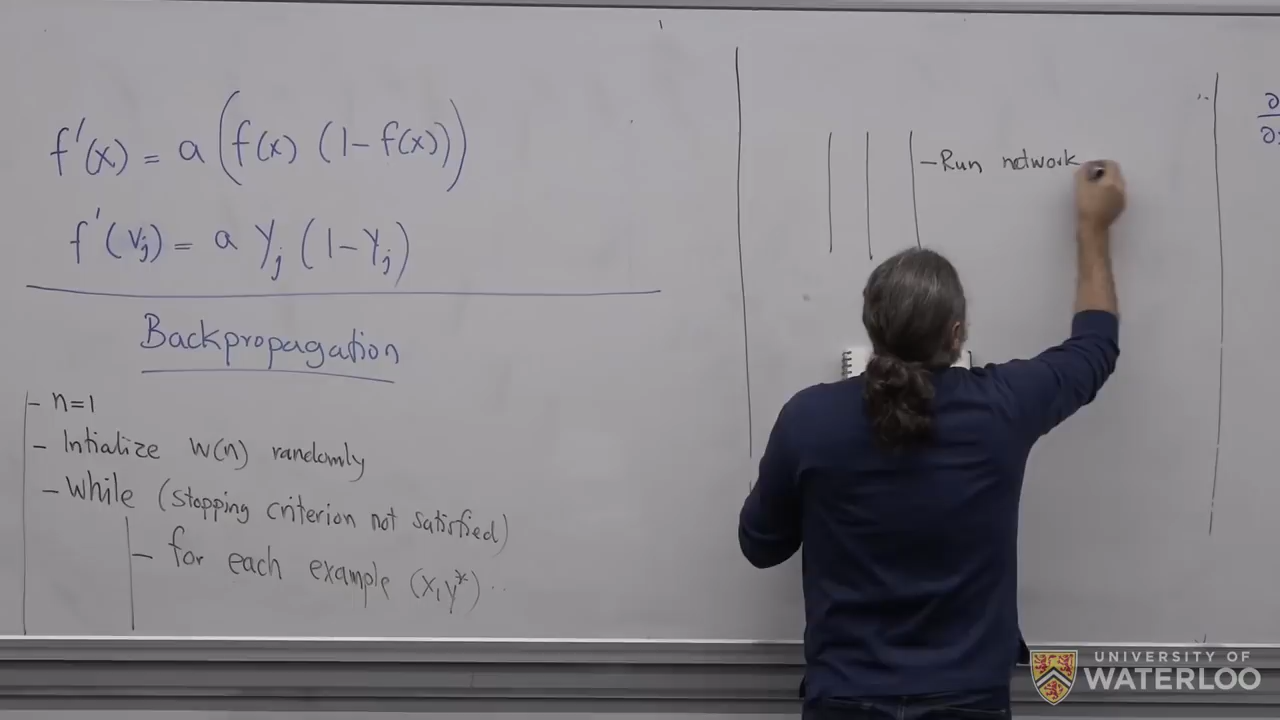 f'(x) = a (f(x) (1-f(x)))
f'(vj) = a Yj (1-Yj)
Backpropagation
- n=1
- Intialize w(n) randomly
- While (stopping criterion not satisfied)
- for each example (x,y*) ..
- Run network
∂
∂
UNIVERSITY OF
WATERLOO